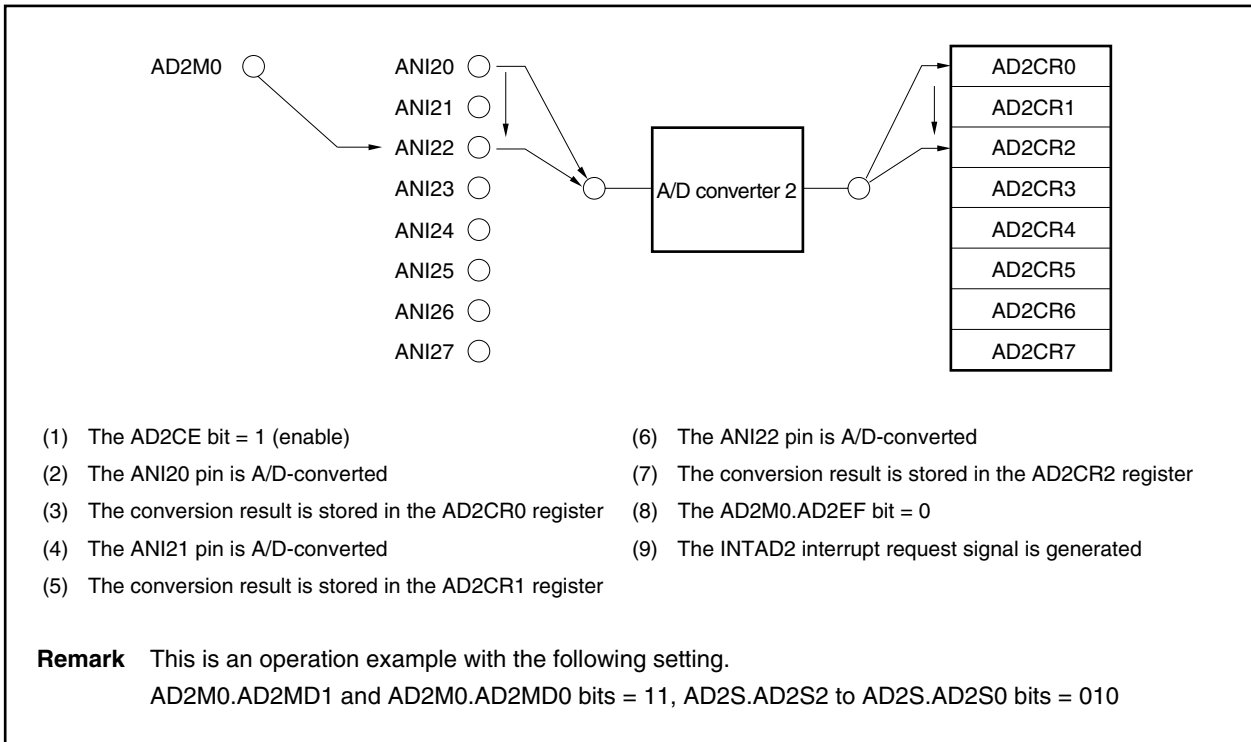 AD2M0
ANI20
ANI21
ANI22
ANI23
ANI24
ANI25
ANI26
ANI27
A/D converter 2
AD2CR0
AD2CR1
AD2CR2
AD2CR3
AD2CR4
AD2CR5
AD2CR6
AD2CR7
(1) The AD2CE bit = 1 (enable)
(2) The ANI20 pin is A/D-converted
(3) The conversion result is stored in the AD2CR0 register
(4) The ANI21 pin is A/D-converted
(5) The conversion result is stored in the AD2CR1 register
(6) The ANI22 pin is A/D-converted
(7) The conversion result is stored in the AD2CR2 register
(8) The AD2M0.AD2EF bit = 0
(9) The INTAD2 interrupt request signal is generated
Remark This is an operation example with the following setting.
AD2M0.AD2MD1 and AD2M0.AD2MD0 bits = 11, AD2S.AD2S2 to AD2S.AD2S0 bits = 010